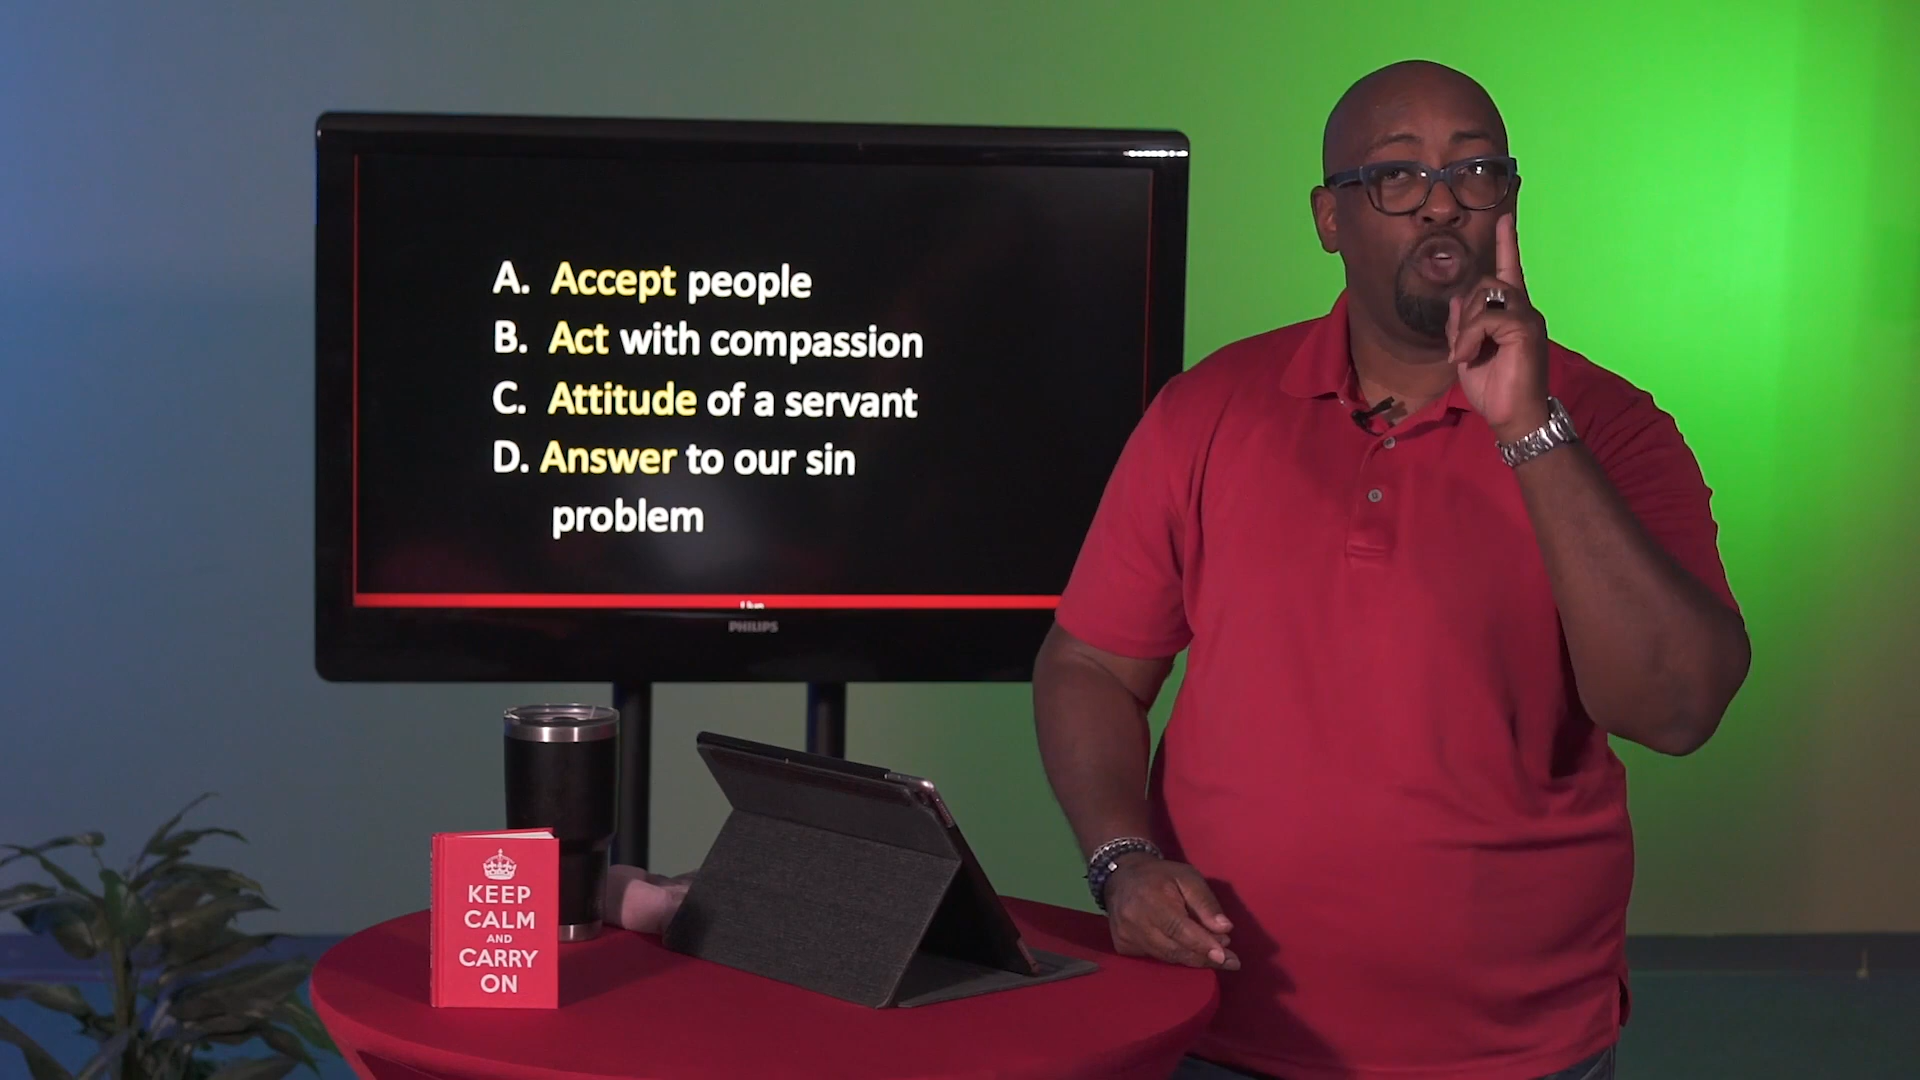 A. Accept people
B. Act with compassion
C. Attitude of a servant
D. Answer to our sin
problem
PHILIPS
KEEP
CALM
AND
CARRY
ON